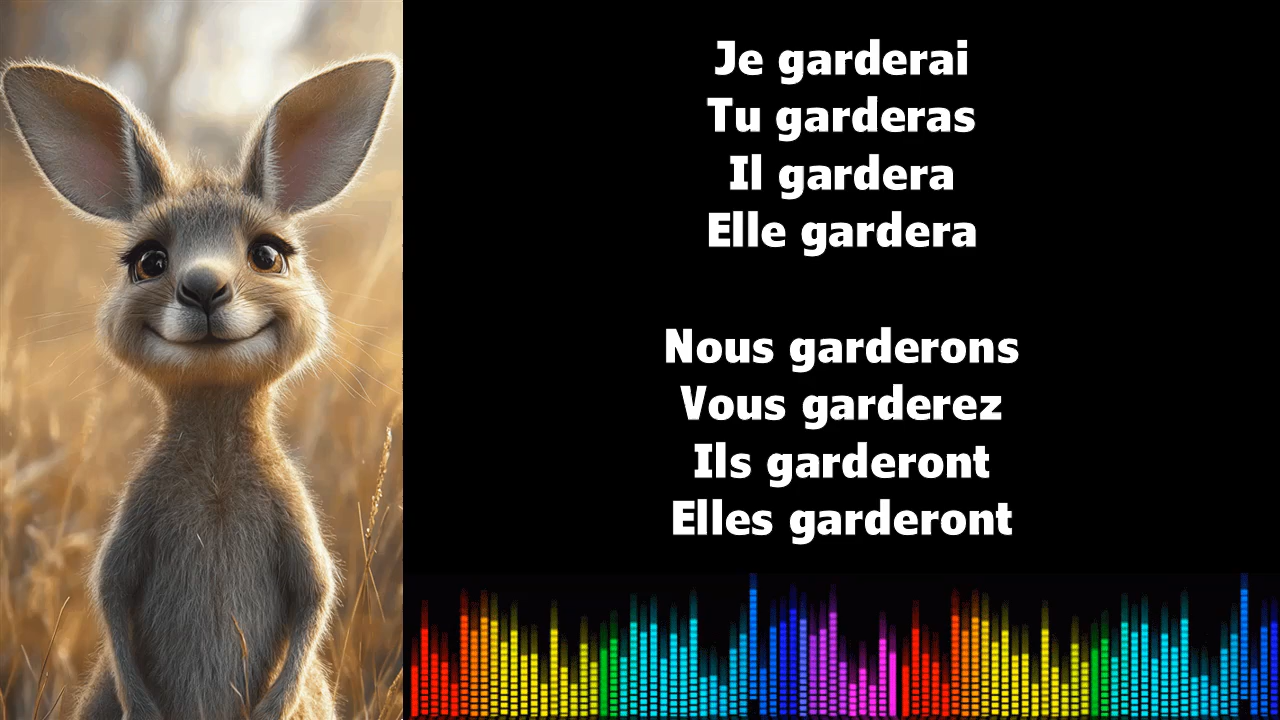 Je garderai
Tu garderas
Il gardera
Elle gardera
Nous garderons
Vous garderez
Ils garderont
Elles garderont